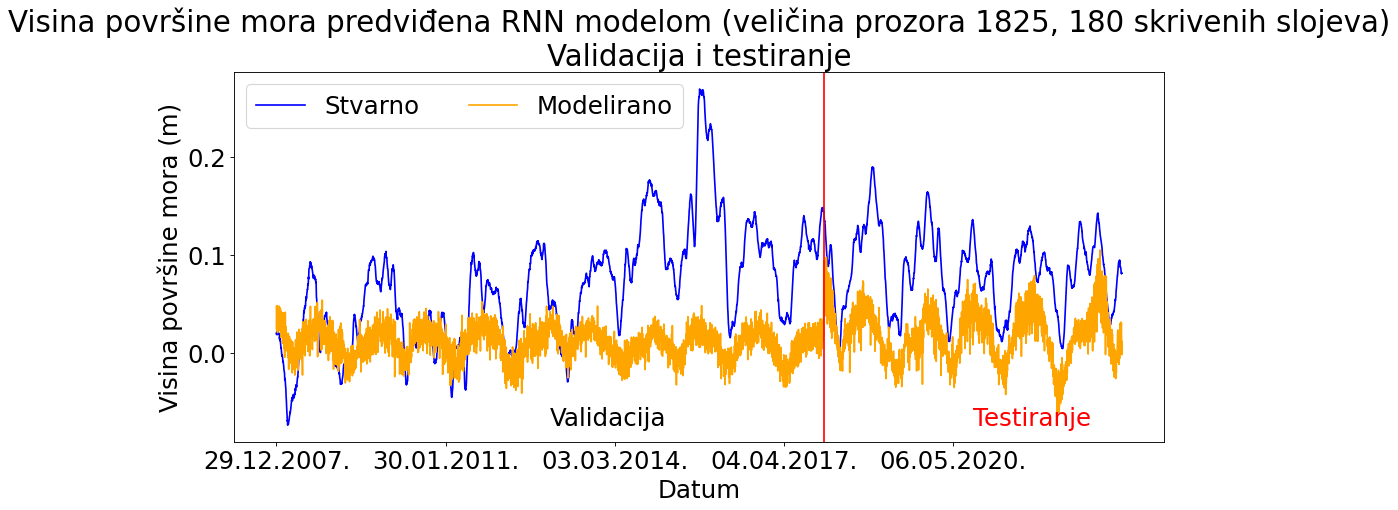 Visina površine mora predviđena RNN modelom (veličina prozora 1825, 180 skrivenih slojeva)
Validacija i testiranje
Stvarno
Modelirano
Visina površine mora (m)
0.2
0.1
0.0
Validacija
Testiranje
29.12.2007.
30.01.2011.
03.03.2014.
04.04.2017.
06.05.2020.
Datum